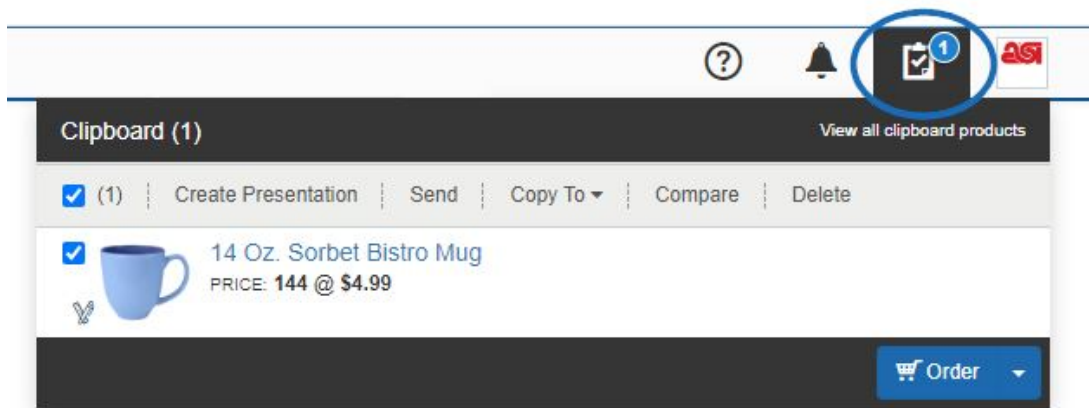 1
asi
Clipboard (1)
View all clipboard products
(1)
Create Presentation
Send
Copy To
Compare
Delete
14 Oz. Sorbet Bistro Mug
PRICE: 144 @ $4.99
Order